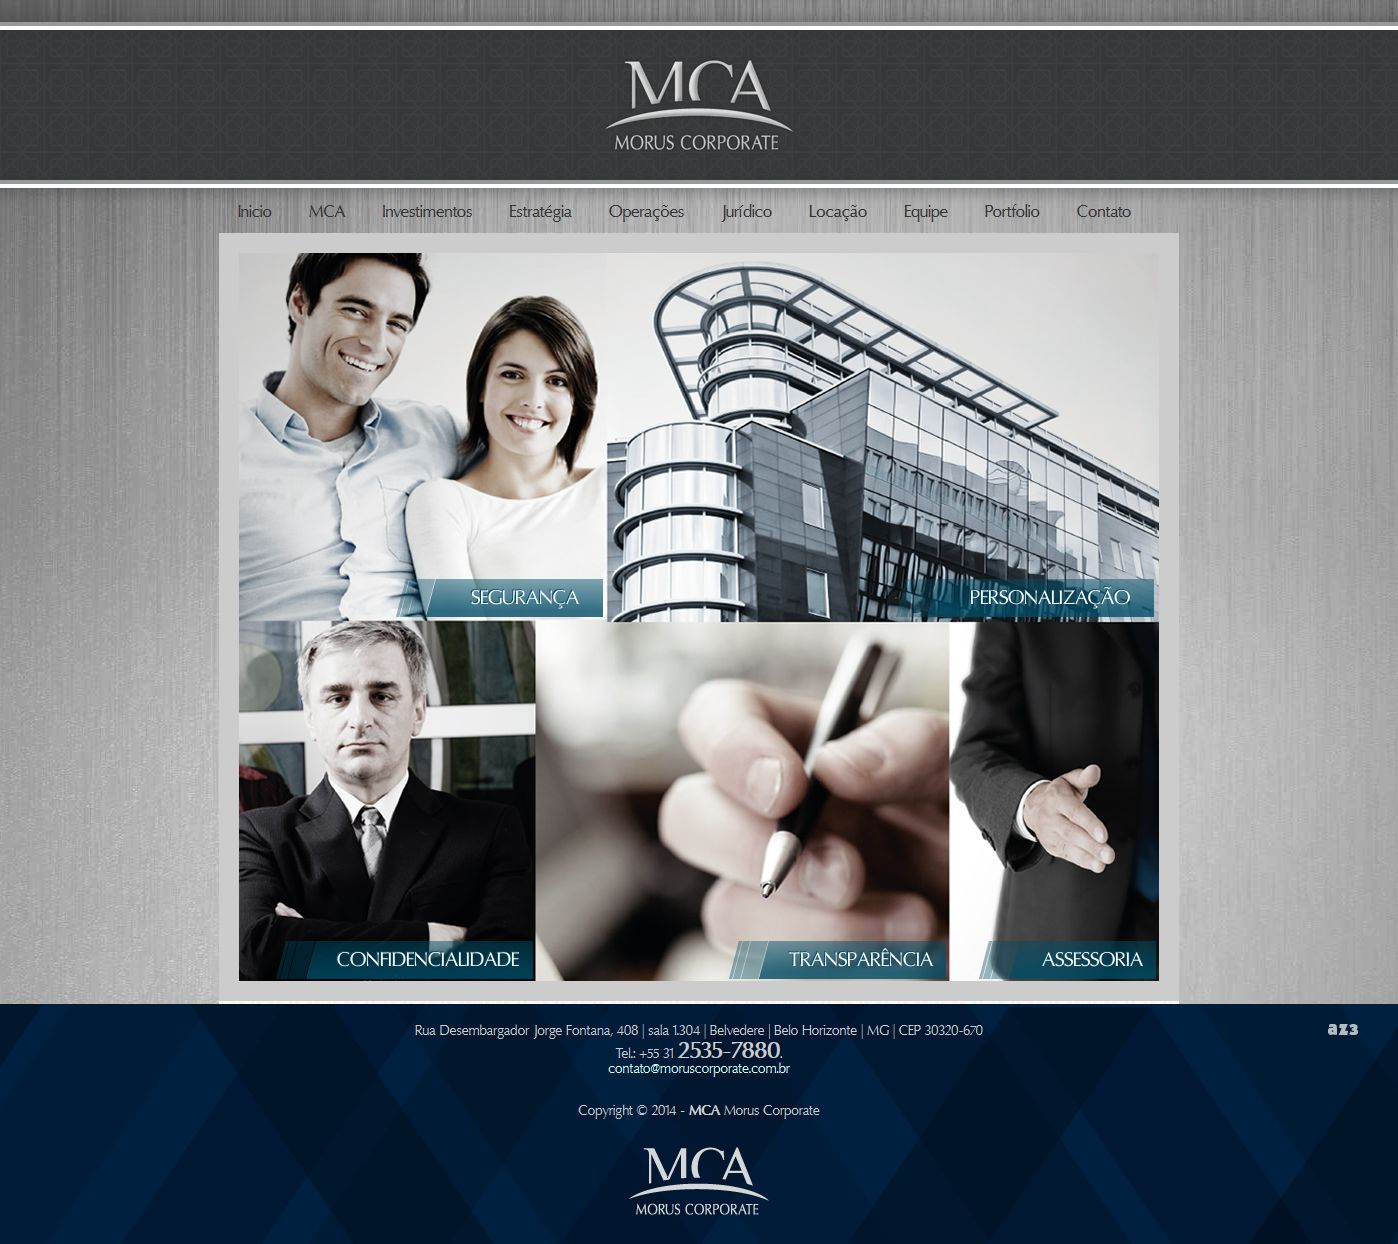 MCA
MORUS CORPORATE
Inicio MCA Investimentos Estratégia Operações Jurídico Locação Equipe Portfolio Contato
SEGURANÇA
PERSONALIZAÇÃO
CONFIDENCIALIDADE
TRANSPARÊNCIA
ASSESSORIA
Rua Desembargador Jorge Fontana, 408 | sala 1.304 | Belvedere | Belo Horizonte | MG | CEP 30320-670
az3
Tel.: +55 31 2535-7880.
contato@moruscorporate.com.br
Copyright © 2014 - MCA Morus Corporate
MCA
MORUS CORPORATE